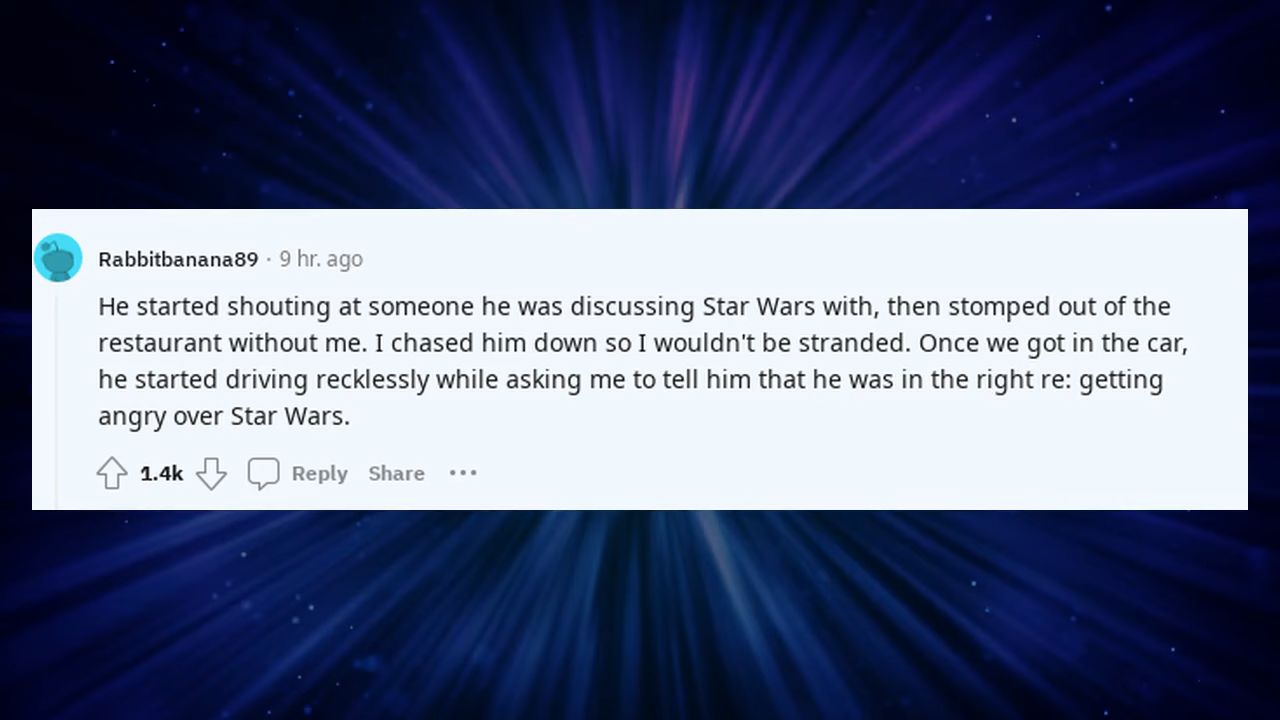 Rabbitbanana89 · 9 hr. ago
He started shouting at someone he was discussing Star Wars with, then stomped out of the
restaurant without me. I chased him down so I wouldn't be stranded. Once we got in the car,
he started driving recklessly while asking me to tell him that he was in the right re: getting
angry over Star Wars.
1.4k Reply Share •••